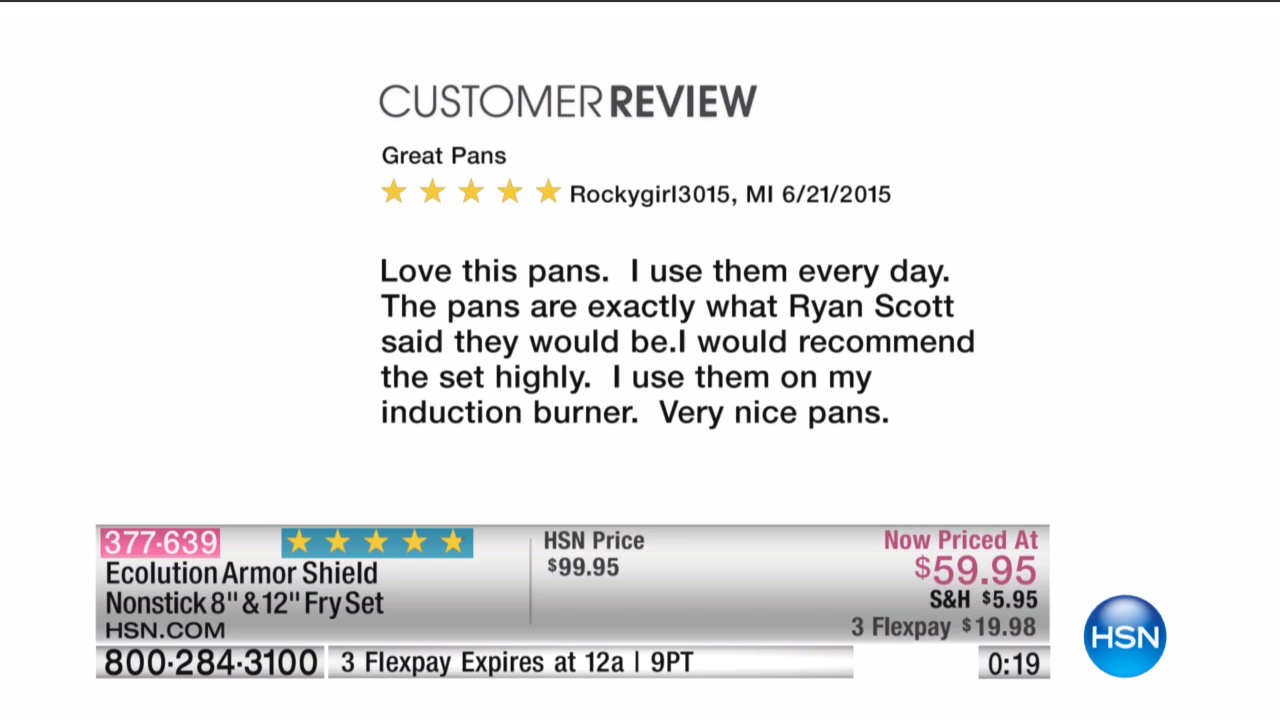 CUSTOMER REVIEW
Great Pans
Rockygirl3015, MI 6/21/2015
Love this pans. I use them every day.
The pans are exactly what Ryan Scott
said they would be.I would recommend
the set highly. I use them on my
induction burner. Very nice pans.
377-639
Ecolution Armor Shield
Nonstick 8" & 12" Fry Set
HSN.COM
HSN Price
$99.95
Now Priced At
$59.95
S&H $5.95
3 Flexpay $19.98
800-284-3100
3 Flexpay Expires at 12a | 9PT
0:19
HSN